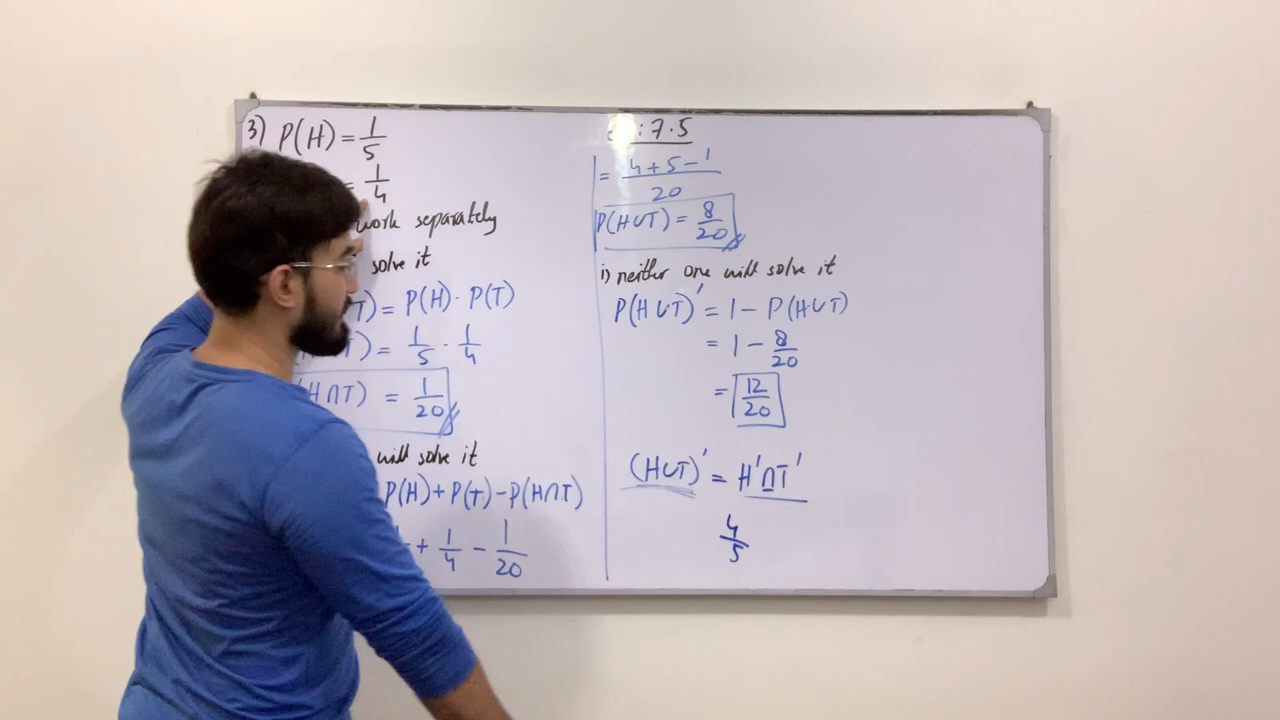 3) P(H) = 1/5
1/4
work separately
solve it
T) = P(H) · P(T)
) = 1/5 · 1/4
H∩T) = 1/20
will solve it
P(H) + P(T) - P(H∩T)
+ 1/4 - 1/20
: 7.5
= 4+5-1/20
P(H∪T) = 8/20
i) neither one will solve it
P(H∪T)' = 1 - P(H∪T)
= 1 - 8/20
= 12/20
(H∪T)' = H'∩T'
4/5